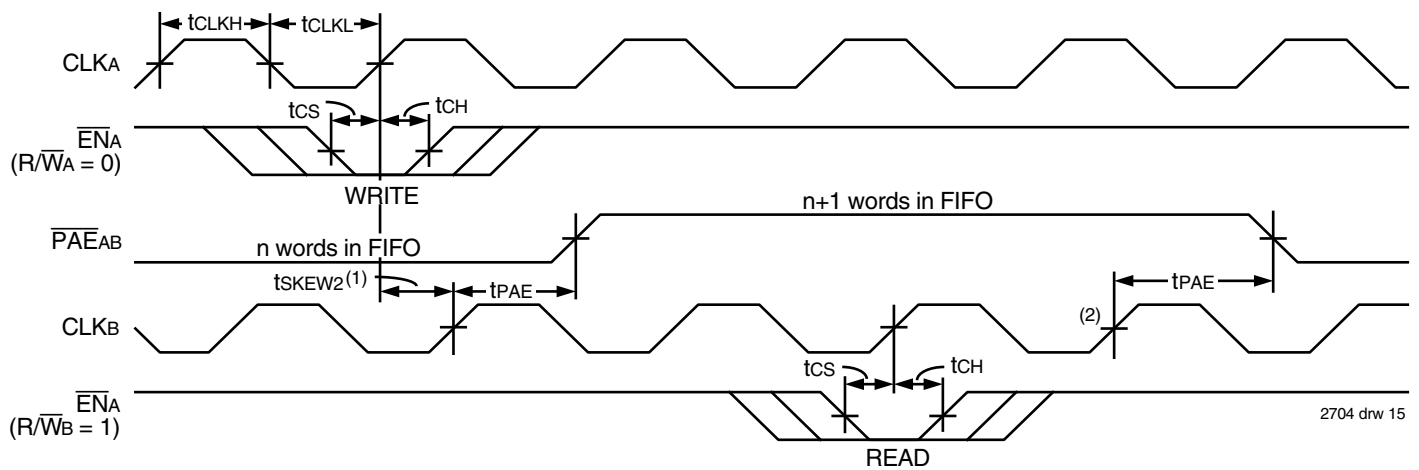 tCLKH tCLKL
CLKA
tCS tCH
ENA
(R/WA = 0)
WRITE
n+1 words in FIFO
PAEAB
n words in FIFO
tSKEW2(1)
tPAE
tPAE
CLKB
(2)
tCS tCH
ENA
(R/WB = 1)
2704 drw 15
READ